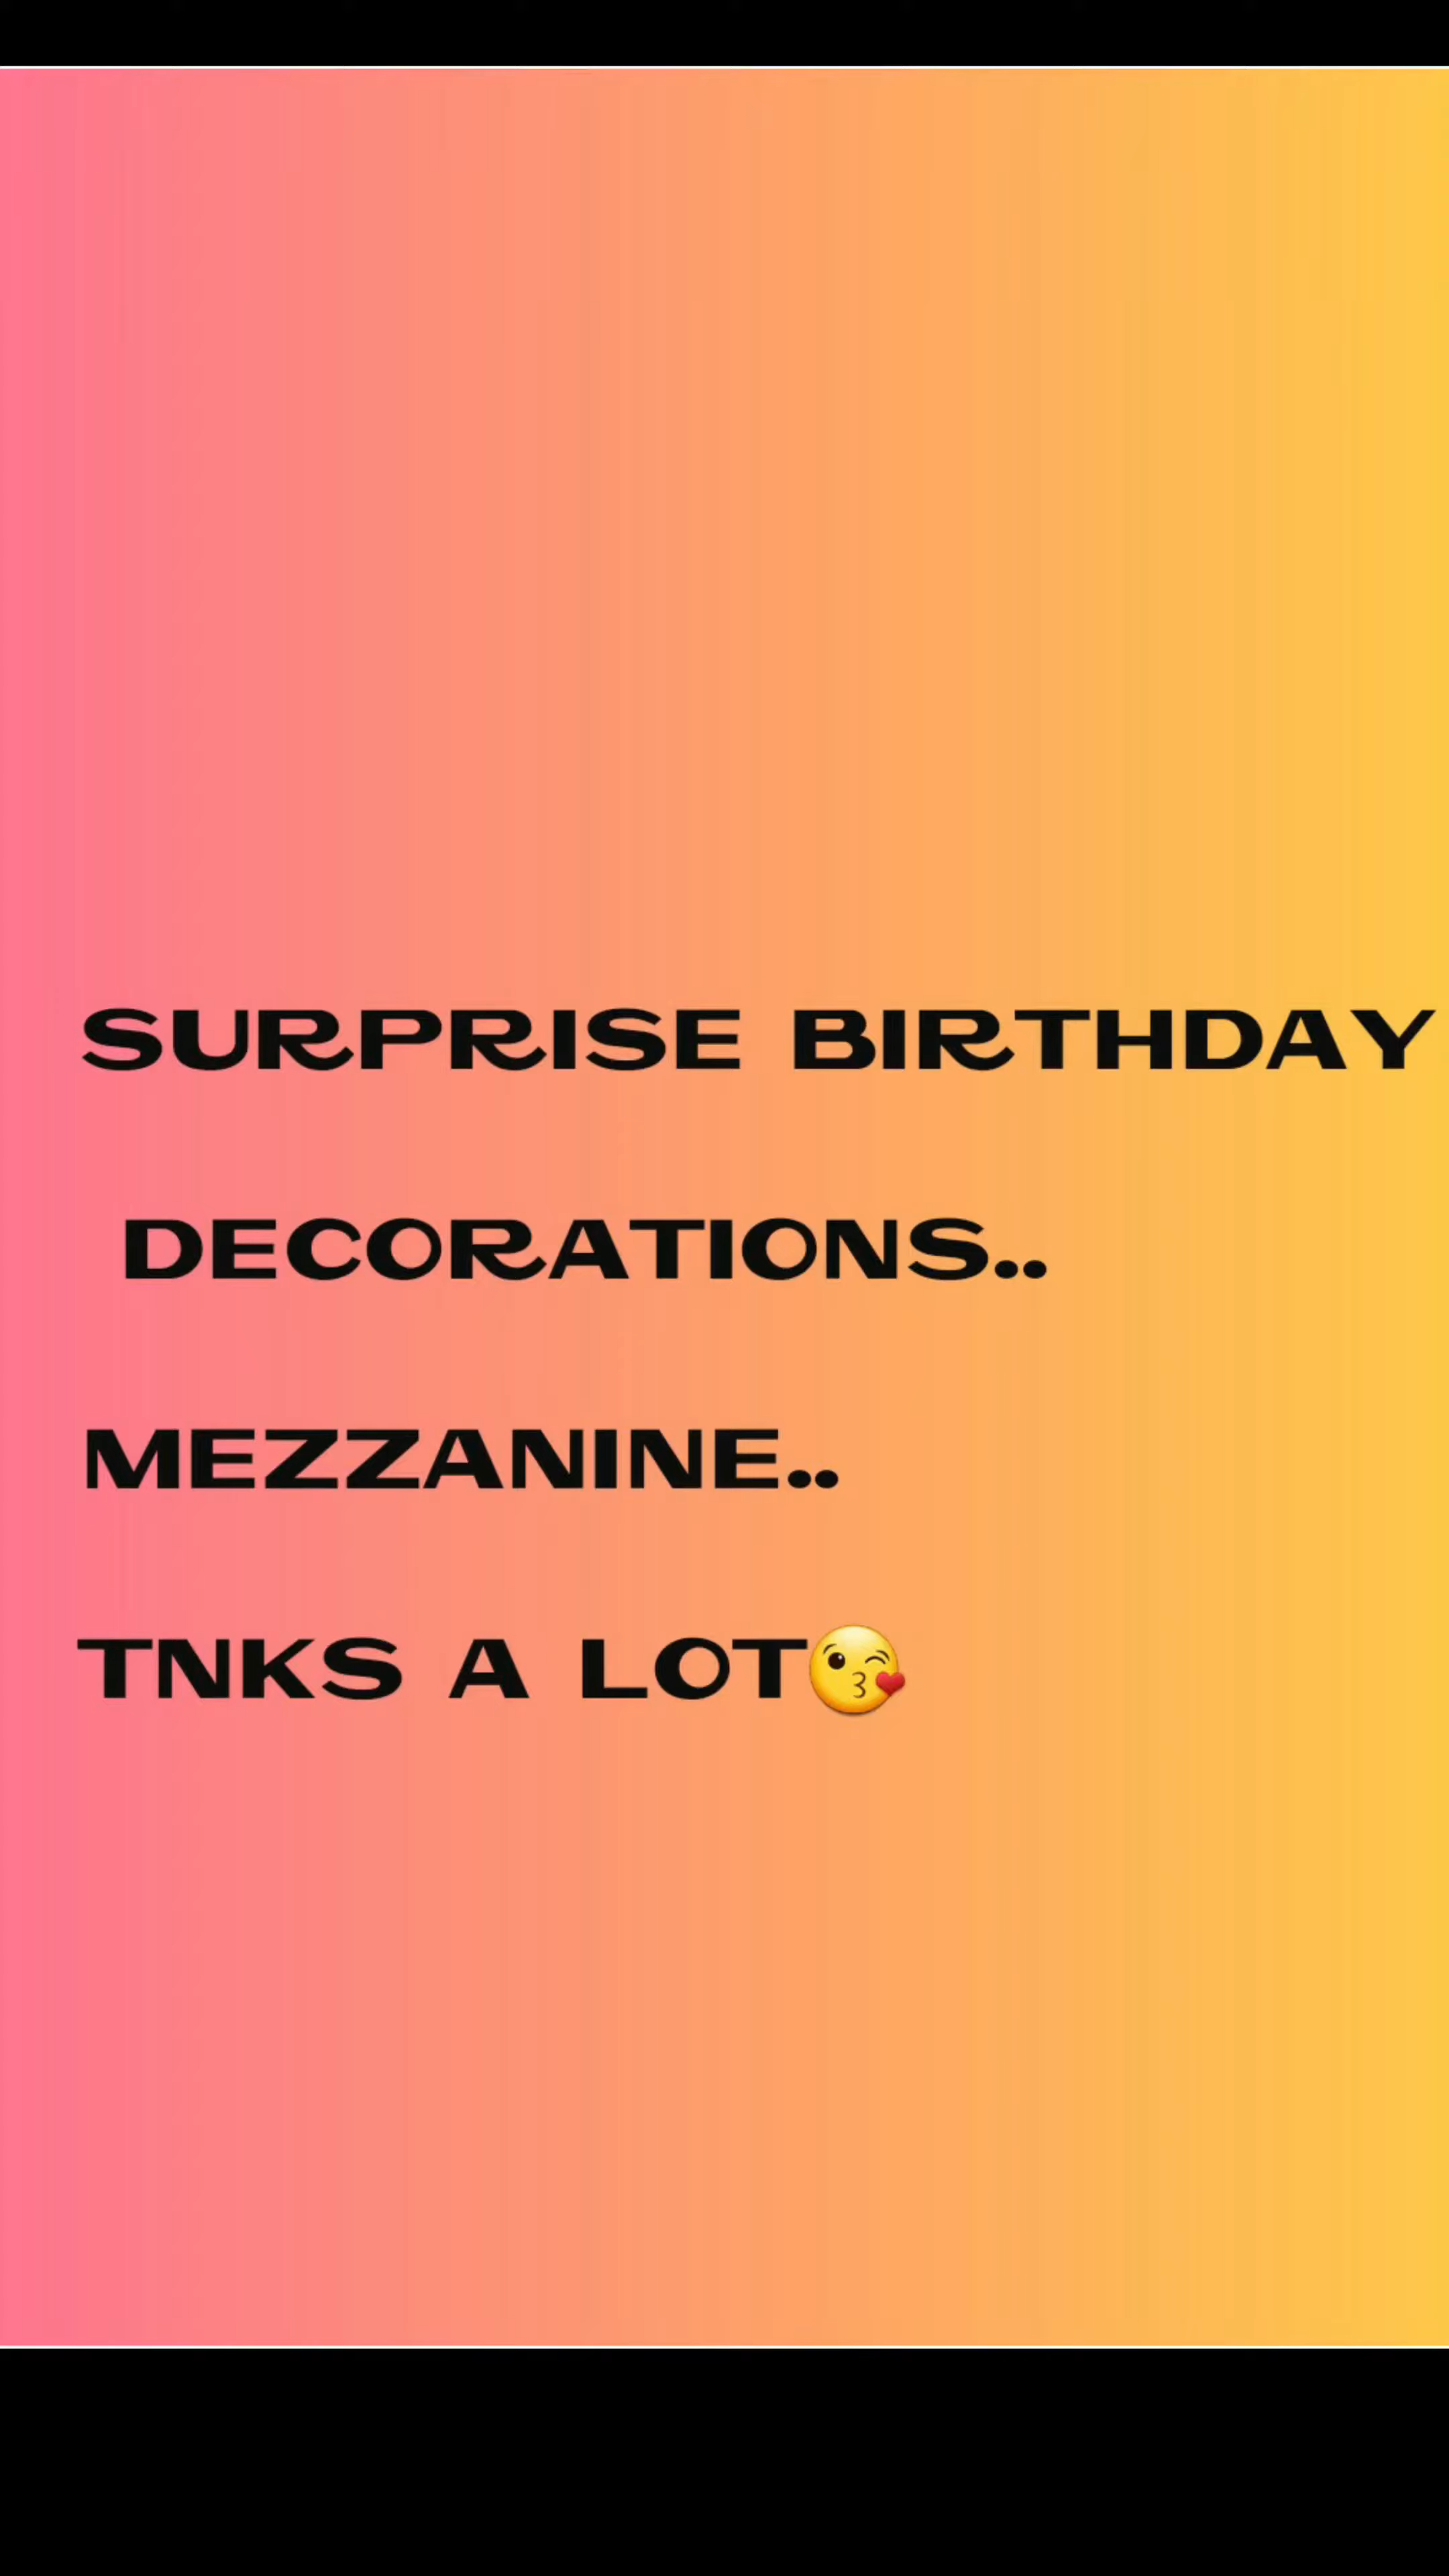 SURPRISE BIRTHDAY
DECORATIONS..
MEZZANINE..
TNKS A LOT😘